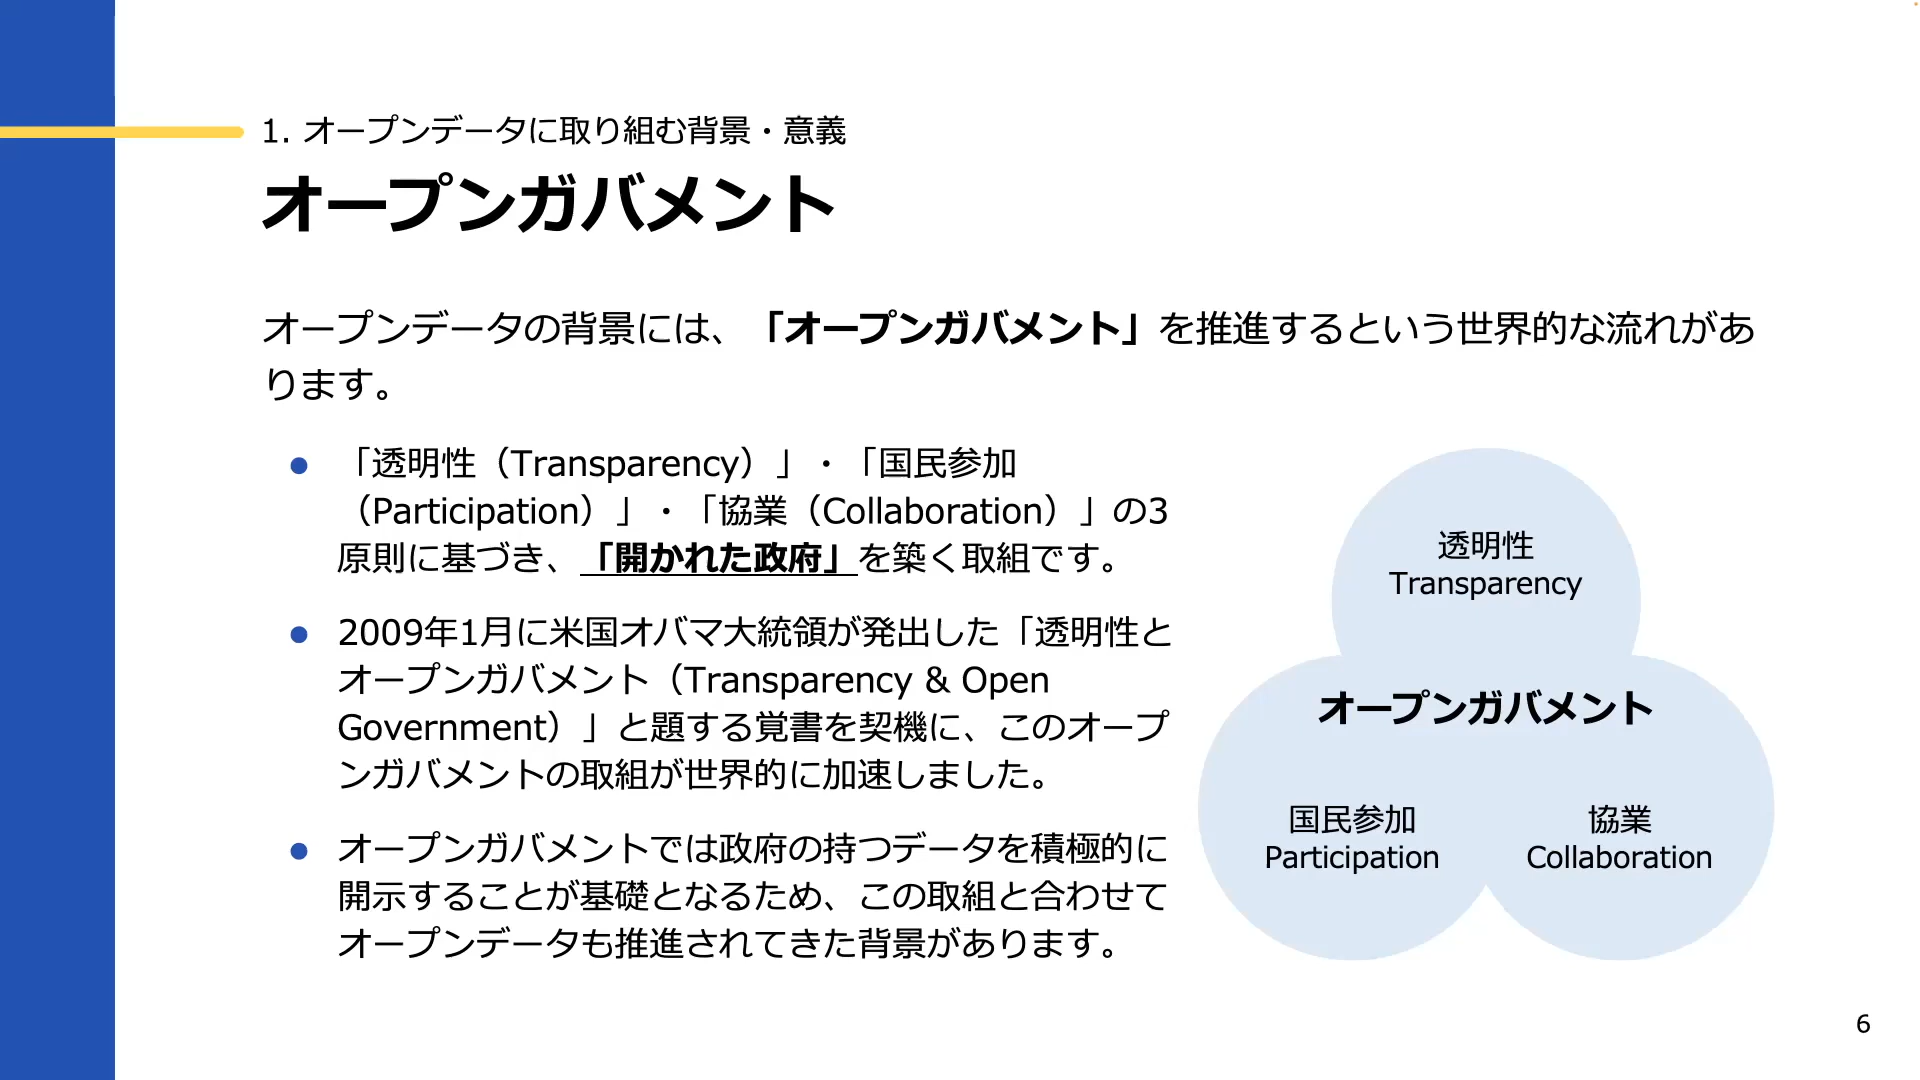 1. オープンデータに取り組む背景・意義
オープンガバメント
オープンデータの背景には、「オープンガバメント」を推進するという世界的な流れがあ
ります。
● 「透明性（Transparency）」・「国民参加
（Participation）」・「協業（Collaboration）」の3
原則に基づき、「開かれた政府」を築く取組です。
● 2009年1月に米国オバマ大統領が発出した「透明性と
オープンガバメント（Transparency & Open
Government）」と題する覚書を契機に、このオープ
ンガバメントの取組が世界的に加速しました。
● オープンガバメントでは政府の持つデータを積極的に
開示することが基礎となるため、この取組と合わせて
オープンデータも推進されてきた背景があります。
透明性
Transparency
オープンガバメント
国民参加
Participation
協業
Collaboration
6